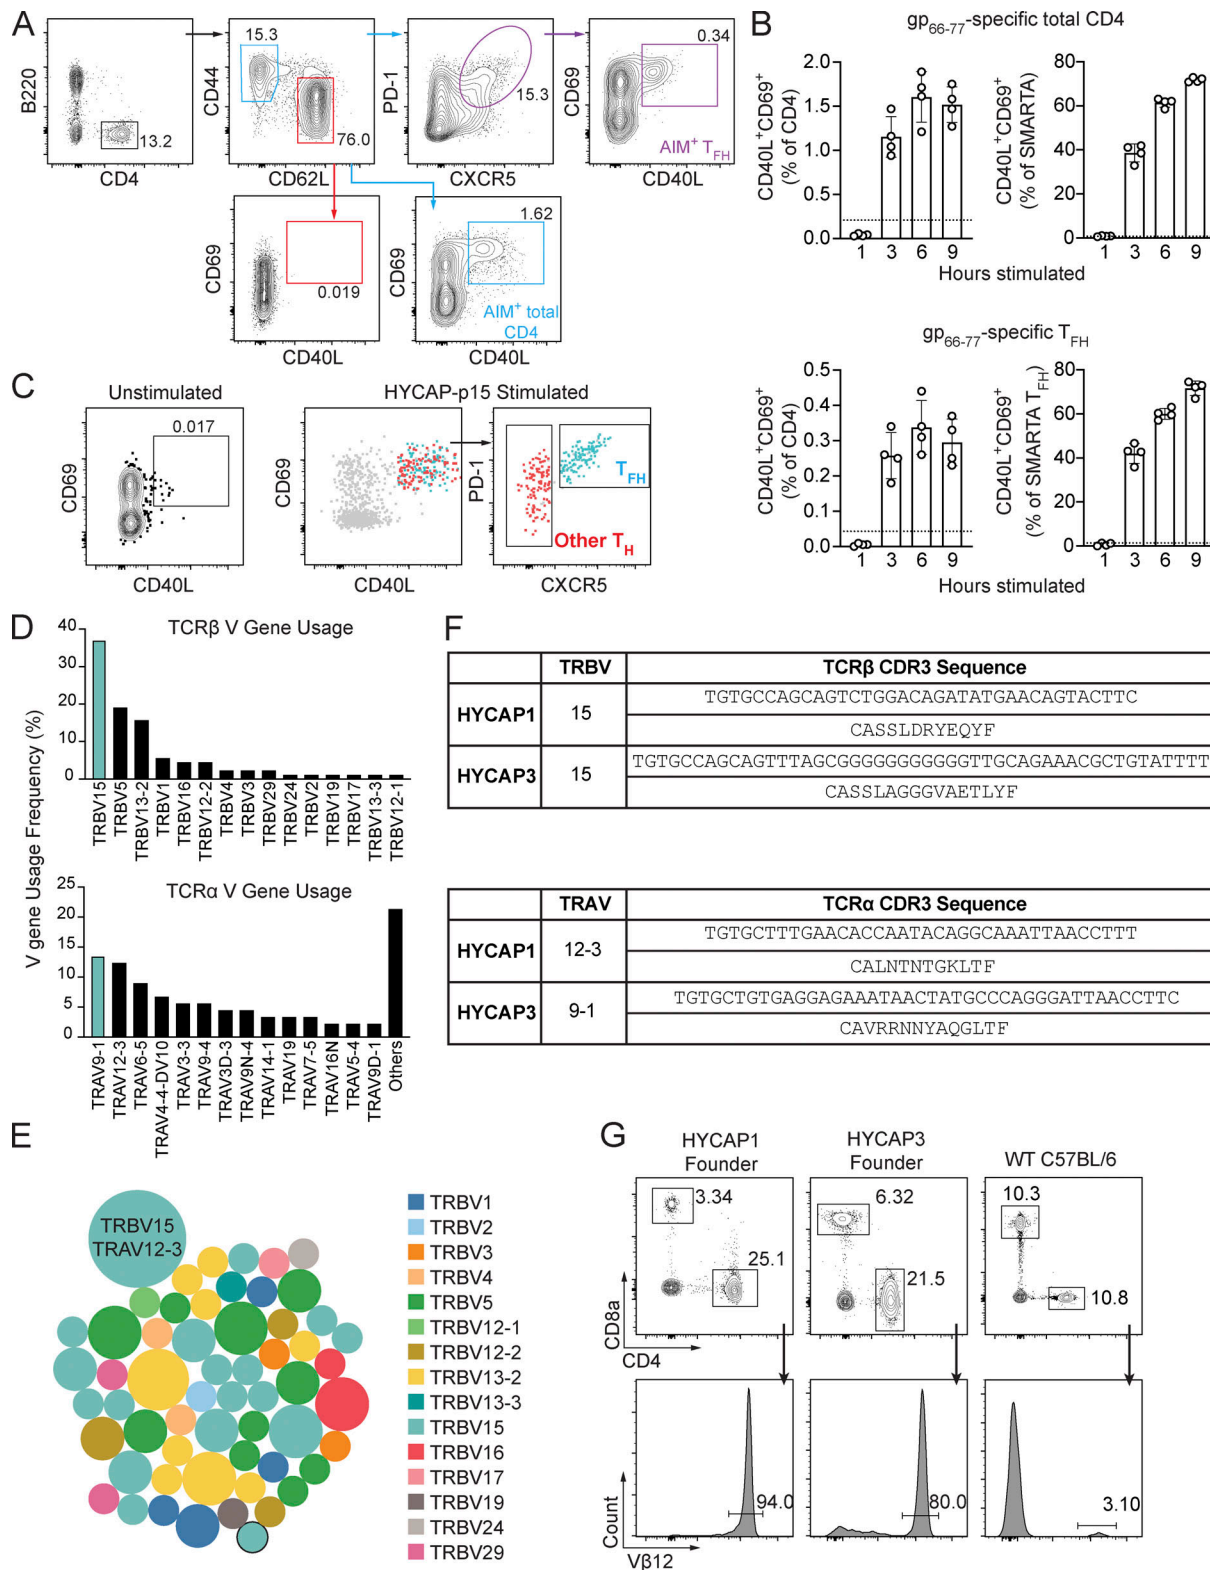 A
15.3
0.34
B220
CD44
PD-1
CD69
13.2
76.0
15.3
AIM+ TFH
CD4
CD62L
CXCR5
CD40L
1.62
CD69
CD69
0.019
AIM+ total
CD4
CD40L
CD40L
B
gp66-77-specific total CD4
CD40L+CD69+
(% of CD4)
2.0
1.5
1.0
0.5
0.0
1 3 6 9
CD40L+CD69+
(% of SMARTA)
80
60
40
20
0
1 3 6 9
Hours stimulated
gp66-77-specific TFH
CD40L+CD69+
(% of CD4)
0.5
0.4
0.3
0.2
0.1
0.0
1 3 6 9
CD40L+CD69+
(% of SMARTA TFH)
80
60
40
20
0
1 3 6 9
Hours stimulated
C
Unstimulated
HYCAP-p15 Stimulated
0.017
CD69
CD69
PD-1
TFH
Other TH
CD40L
CD40L
CXCR5
D
TCRβ V Gene Usage
40
30
20
10
0
TRBV15
TRBV5
TRBV13-2
TRBV1
TRBV16
TRBV12-2
TRBV4
TRBV3
TRBV29
TRBV24
TRBV2
TRBV19
TRBV17
TRBV13-3
TRBV12-1
V gene Usage Frequency (%)
TCRα V Gene Usage
25
20
15
10
5
0
TRAV9-1
TRAV12-3
TRAV6-5
TRAV4-4-DV10
TRAV3-3
TRAV9-4
TRAV3D-3
TRAV9N-4
TRAV14-1
TRAV19
TRAV7-5
TRAV16N
TRAV5-4
TRAV9D-1
Others
F
TRBV TCRβ CDR3 Sequence
HYCAP1 15 TGTGCCAGCAGTCTGGACAGATATGAACAGTACTTC
CASSLDRYEQYF
HYCAP3 15 TGTGCCAGCAGTTTAGCGGGGGGGGGGGTTGCAGAAACGCTGTATTTT
CASSLAGGGVAETLYF
TRAV TCRα CDR3 Sequence
HYCAP1 12-3 TGTGCTTTGAACACCAATACAGGCAAATTAACCTTT
CALNTNTGKLTF
HYCAP3 9-1 TGTGCTGTGAGGAGAAATAACTATGCCCAGGGATTAACCTTC
CAVRRNNYAQGLTF
E
TRBV15
TRAV12-3
TRBV1
TRBV2
TRBV3
TRBV4
TRBV5
TRBV12-1
TRBV12-2
TRBV13-2
TRBV13-3
TRBV15
TRBV16
TRBV17
TRBV19
TRBV24
TRBV29
G
HYCAP1
Founder
HYCAP3
Founder
WT C57BL/6
3.34
6.32
10.3
25.1
21.5
10.8
CD8a
CD4
94.0
80.0
3.10
Count
Vβ12